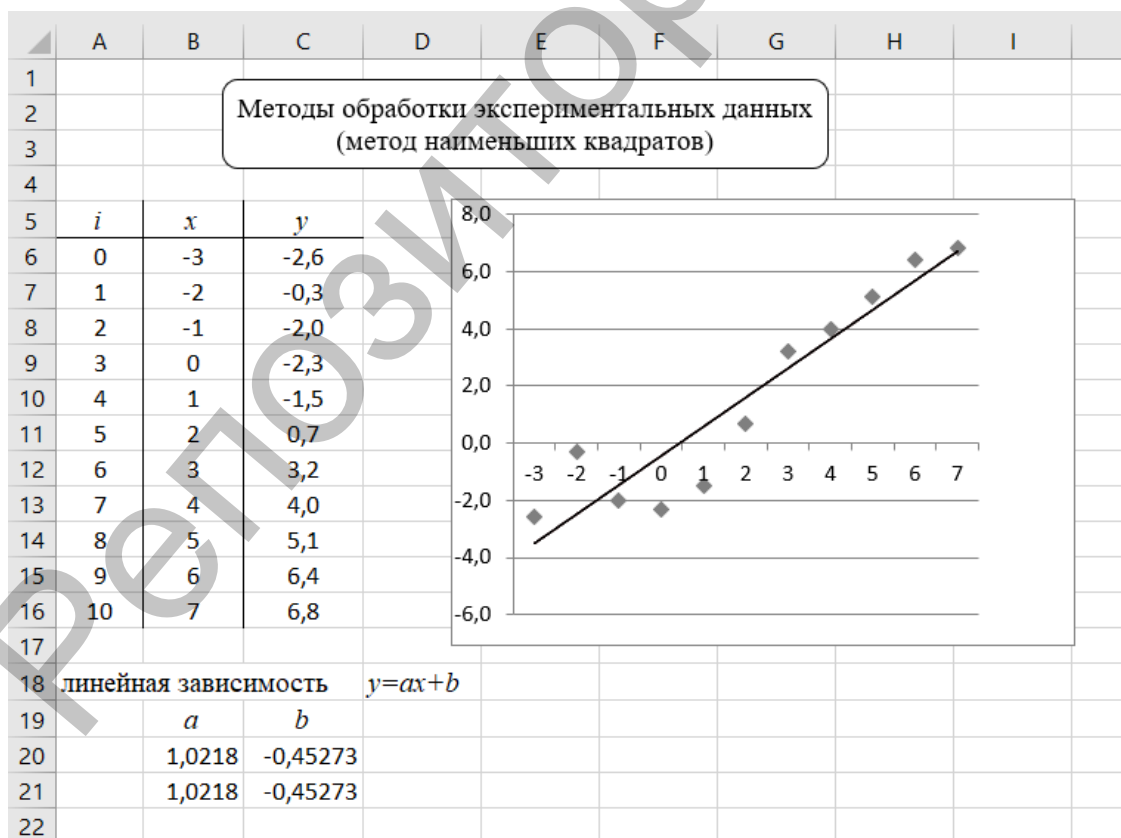 A B C D E F G H I
1
2 Методы обработки экспериментальных данных
3 (метод наименьших квадратов)
4
5 i x y
6 0 -3 -2,6
7 1 -2 -0,3
8 2 -1 -2,0
9 3 0 -2,3
10 4 1 -1,5
11 5 2 0,7
12 6 3 3,2
13 7 4 4,0
14 8 5 5,1
15 9 6 6,4
16 10 7 6,8
17
18 линейная зависимость y=ax+b
19 a b
20 1,0218 -0,45273
21 1,0218 -0,45273
22
8,0
6,0
4,0
2,0
0,0
-3 -2 -1 0 1 2 3 4 5 6 7
-2,0
-4,0
-6,0
Репозитор